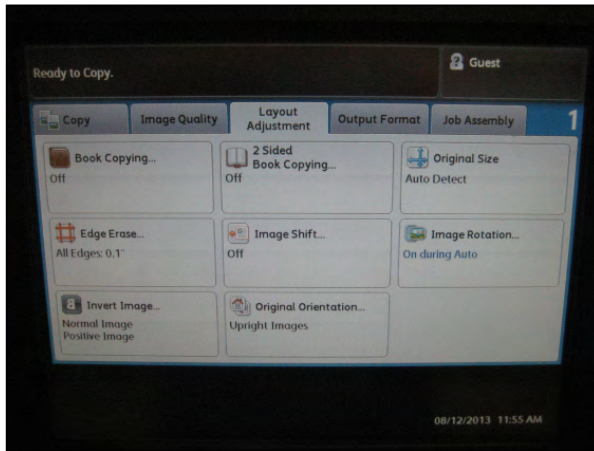 Ready to Copy.
Guest
Copy
Image Quality
Layout
Adjustment
Output Format
Job Assembly
1
Book Copying...
Off
2 Sided
Book Copying...
Off
Original Size
Auto Detect
Edge Erase...
All Edges: 0.1"
Image Shift...
Off
Image Rotation...
On during Auto
8
Invert Image...
Normal Image
Positive Image
Original Orientation...
Upright Images
08/12/2013 11:55 AM